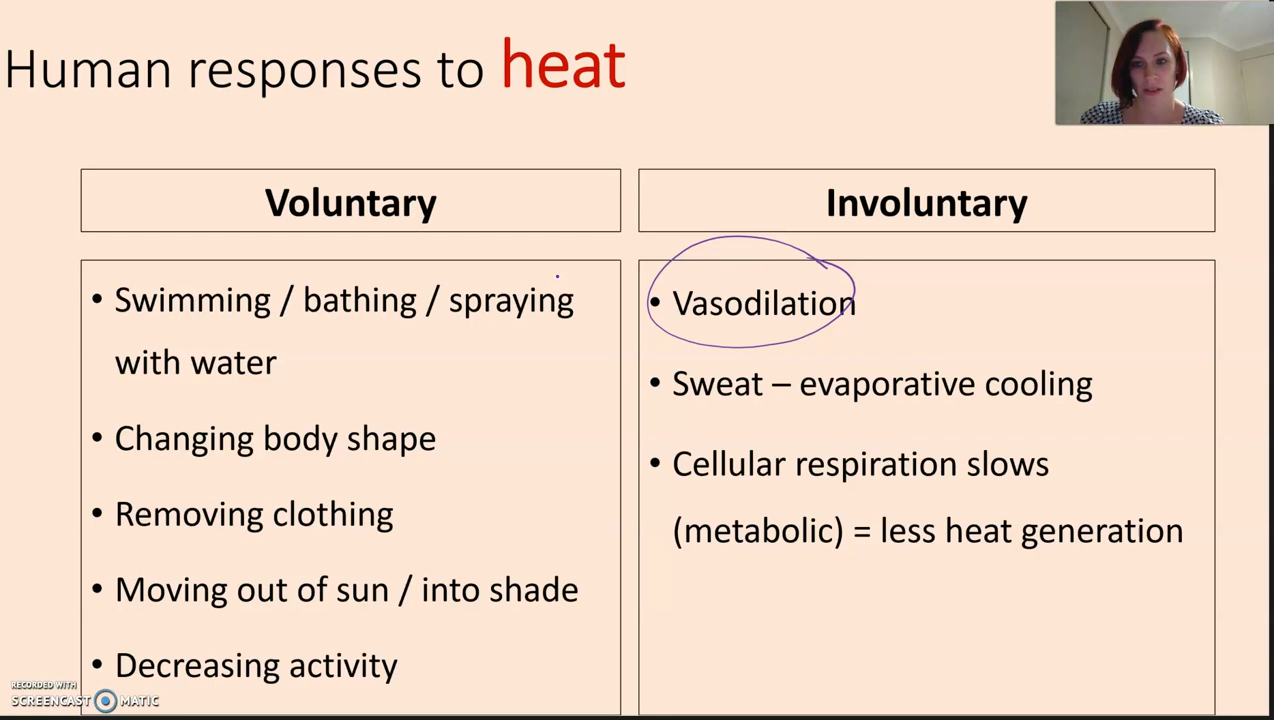 Human responses to heat
Voluntary
Involuntary
• Swimming / bathing / spraying
with water
• Changing body shape
• Removing clothing
• Moving out of sun / into shade
• Decreasing activity
• Vasodilation
• Sweat – evaporative cooling
• Cellular respiration slows
(metabolic) = less heat generation
RECORDED WITH
SCREENCAST MATIC